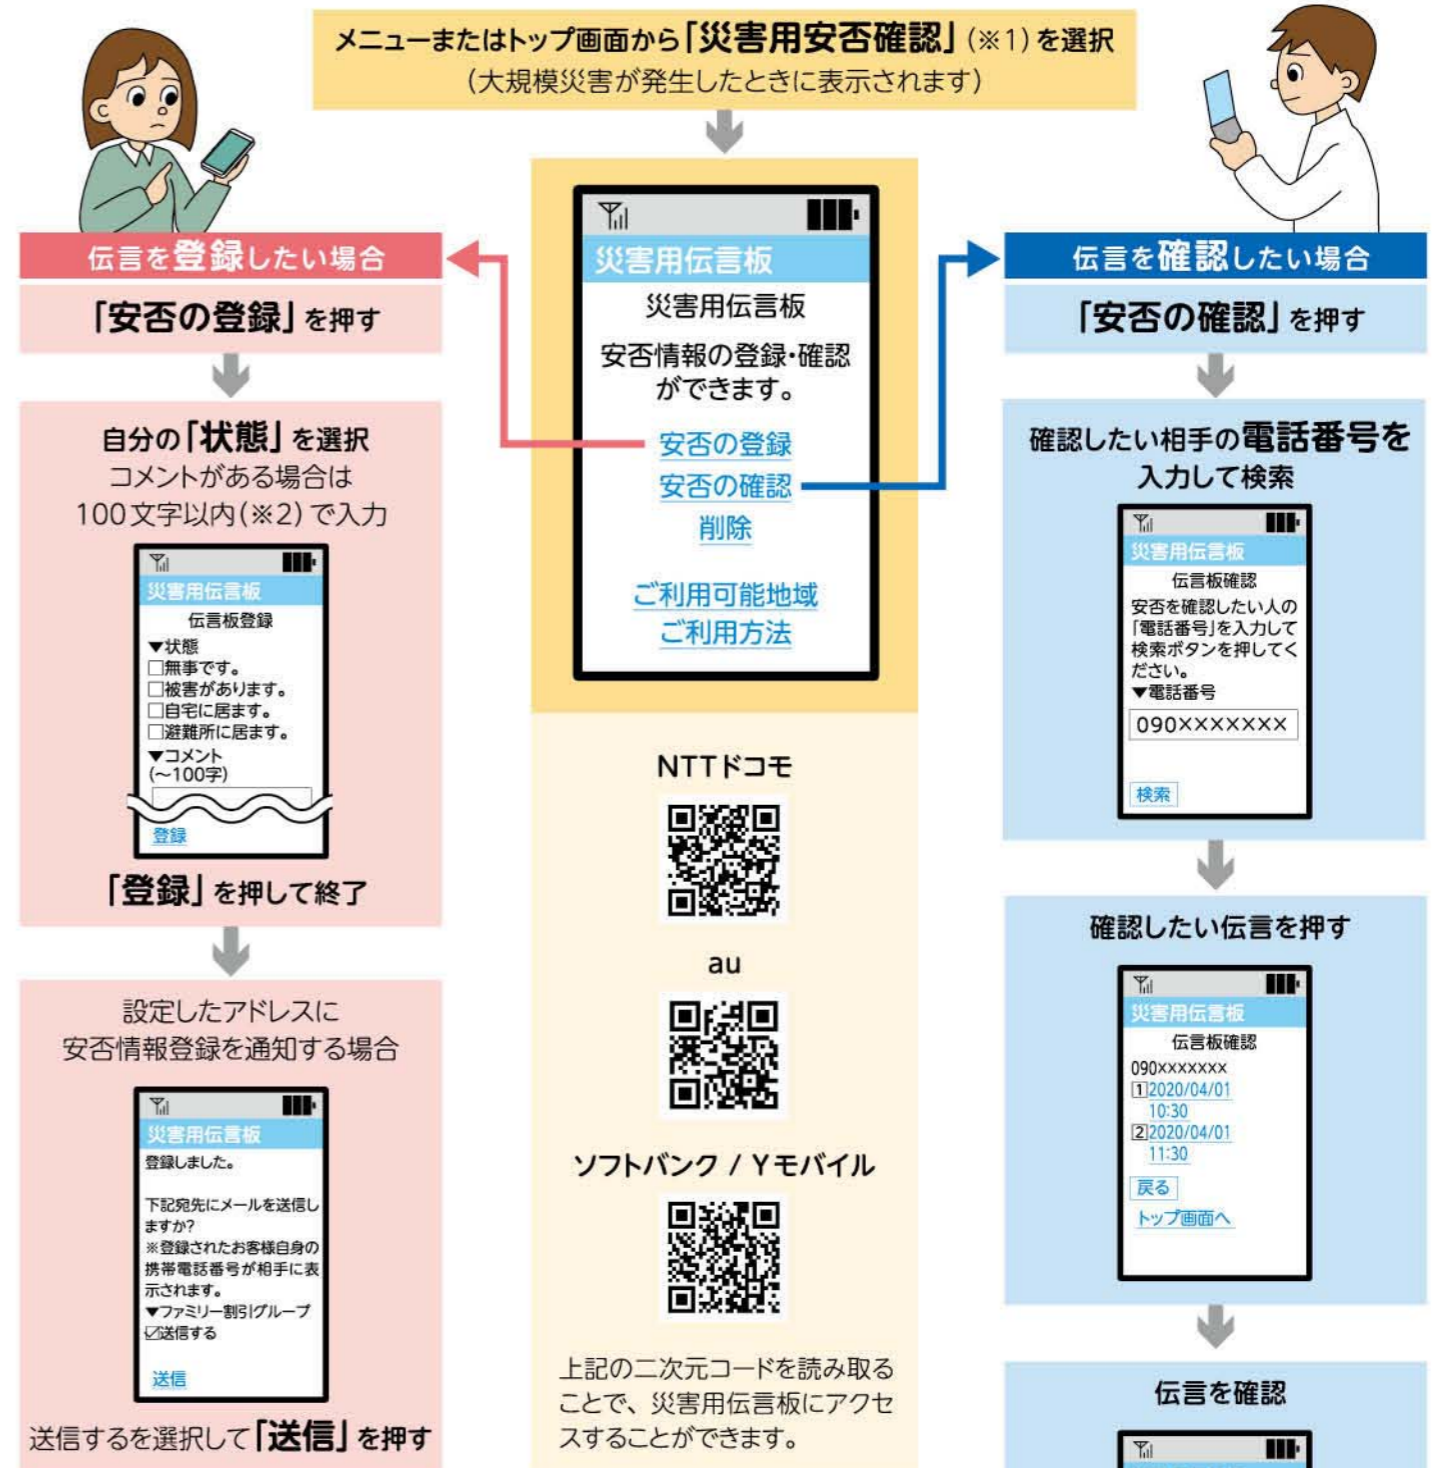 メニューまたはトップ画面から「災害用安否確認」(※1)を選択
(大規模災害が発生したときに表示されます)
伝言を登録したい場合
「安否の登録」を押す
自分の「状態」を選択
コメントがある場合は
100文字以内(※2)で入力
災害用伝言板
伝言板登録
▼状態
□無事です。
□被害があります。
□自宅に居ます。
□避難所に居ます。
▼コメント
(~100字)
登録
「登録」を押して終了
設定したアドレスに
安否情報登録を通知する場合
災害用伝言板
登録しました。
下記宛先にメールを送信し
ますか?
※登録されたお客様自身の
携帯電話番号が相手に表
示されます。
▼ファミリー割引グループ
☑送信する
送信
送信するを選択して「送信」を押す
災害用伝言板
災害用伝言板
安否情報の登録・確認
ができます。
安否の登録
安否の確認
削除
ご利用可能地域
ご利用方法
NTTドコモ
au
ソフトバンク / Yモバイル
上記の二次元コードを読み取る
ことで、災害用伝言板にアクセ
スすることができます。
伝言を確認したい場合
「安否の確認」を押す
確認したい相手の電話番号を
入力して検索
災害用伝言板
伝言板確認
安否を確認したい人の
「電話番号」を入力して
検索ボタンを押してく
ださい。
▼電話番号
090×××××××
検索
確認したい伝言を押す
災害用伝言板
伝言板確認
090×××××××
1 2020/04/01
10:30
2 2020/04/01
11:30
戻る
トップ画面へ
伝言を確認